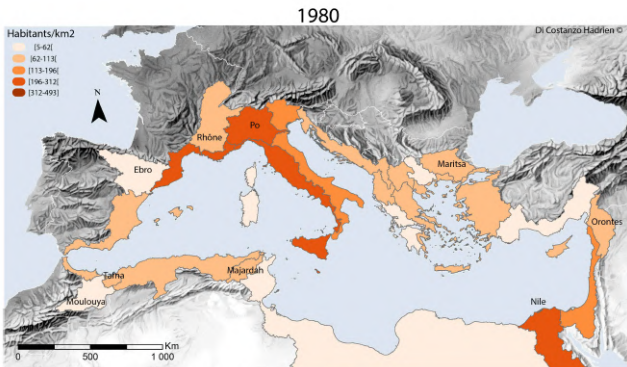 1980
Habitants/km2
Di Costanzo Hadrien ©
[5-62[
[62-113[
[113-196[
[196-312[
[312-493]
N
Po
Rhône
Ebro
Maritsa
Orontes
Tafna
Majardah
Moulouya
Nile
Km
0 500 1 000